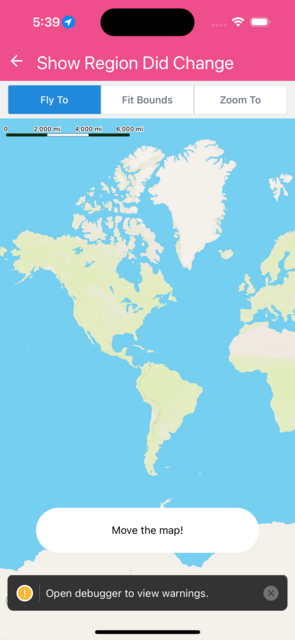 5:39
Show Region Did Change
Fly To Fit Bounds Zoom To
0 2,000 mi 4,000 mi 6,000 mi
Move the map!
Open debugger to view warnings.